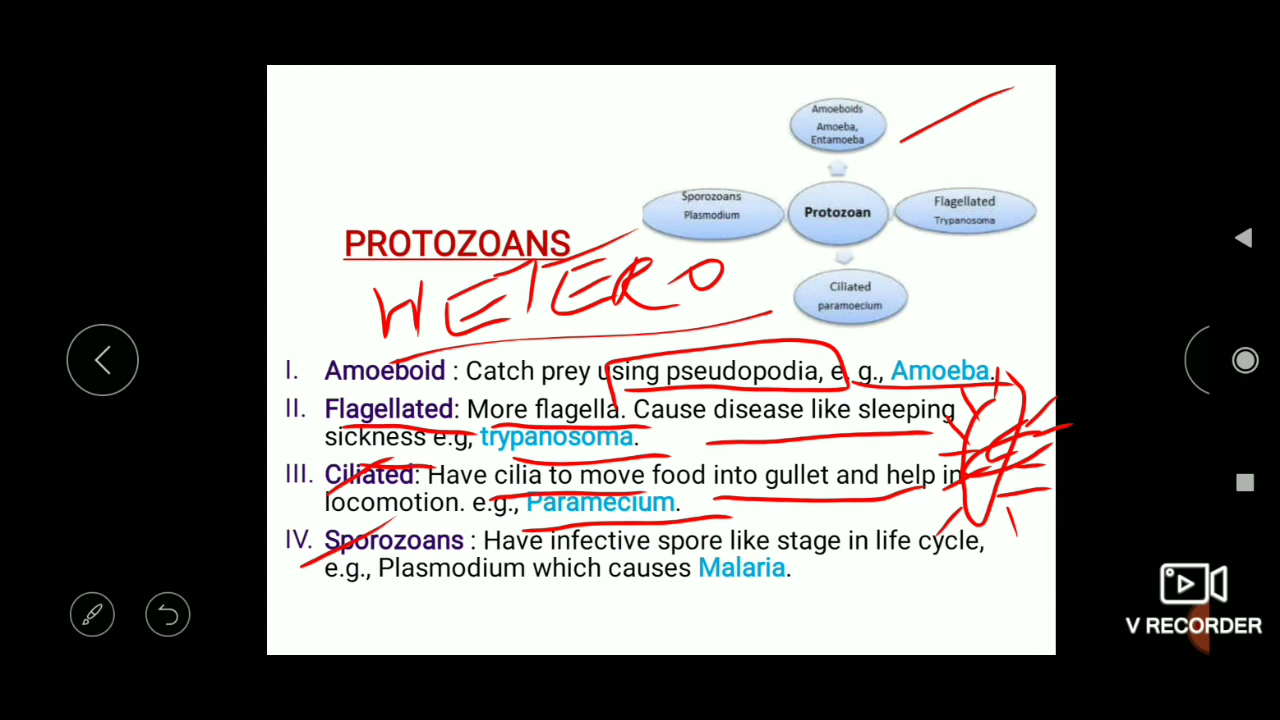 Amoeboids
Amoeba,
Entamoeba
Sporozoans
Plasmodium
Protozoan
Flagellated
Trypanosoma
Ciliated
paramoecium
PROTOZOANS
HETERO
I. Amoeboid : Catch prey using pseudopodia, e. g., Amoeba.
II. Flagellated: More flagella. Cause disease like sleeping
sickness e.g, trypanosoma.
III. Ciliated: Have cilia to move food into gullet and help in
locomotion. e.g., Paramecium.
IV. Sporozoans : Have infective spore like stage in life cycle,
e.g., Plasmodium which causes Malaria.
V RECORDER